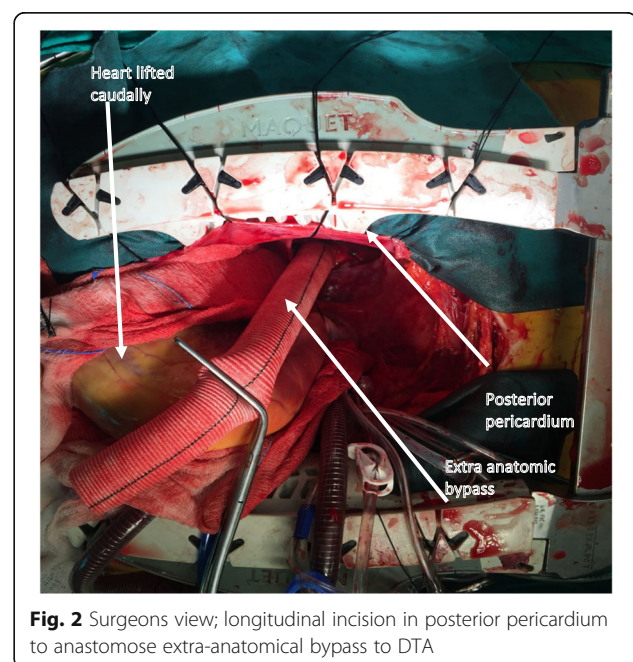 Heart lifted
caudally
MAQUET
Posterior
pericardium
Extra anatomic
bypass
Fig. 2 Surgeons view; longitudinal incision in posterior pericardium
to anastomose extra-anatomical bypass to DTA